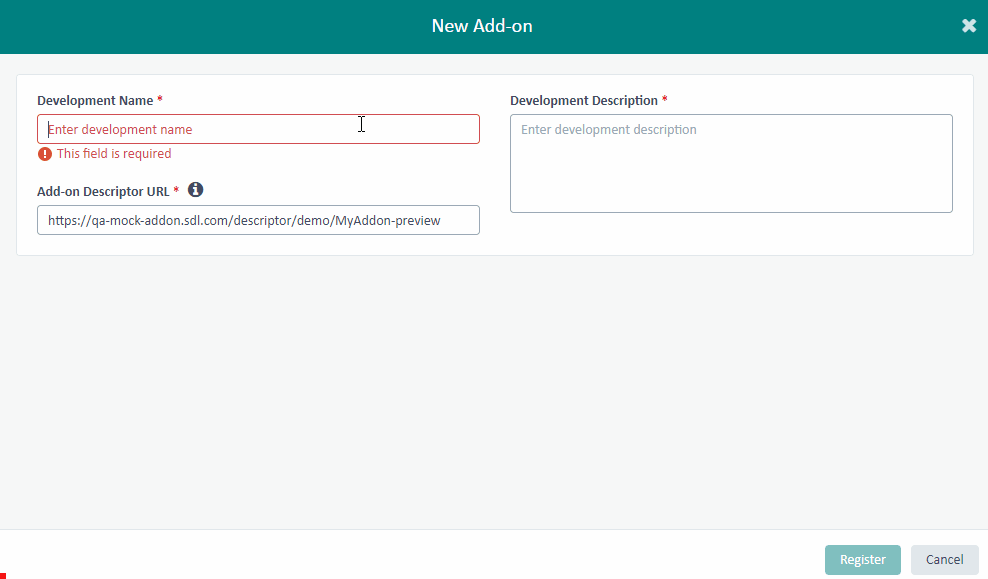 New Add-on
Development Name *
Enter development name
This field is required
Add-on Descriptor URL *
https://qa-mock-addon.sdl.com/descriptor/demo/MyAddon-preview
Development Description *
Enter development description
Register
Cancel